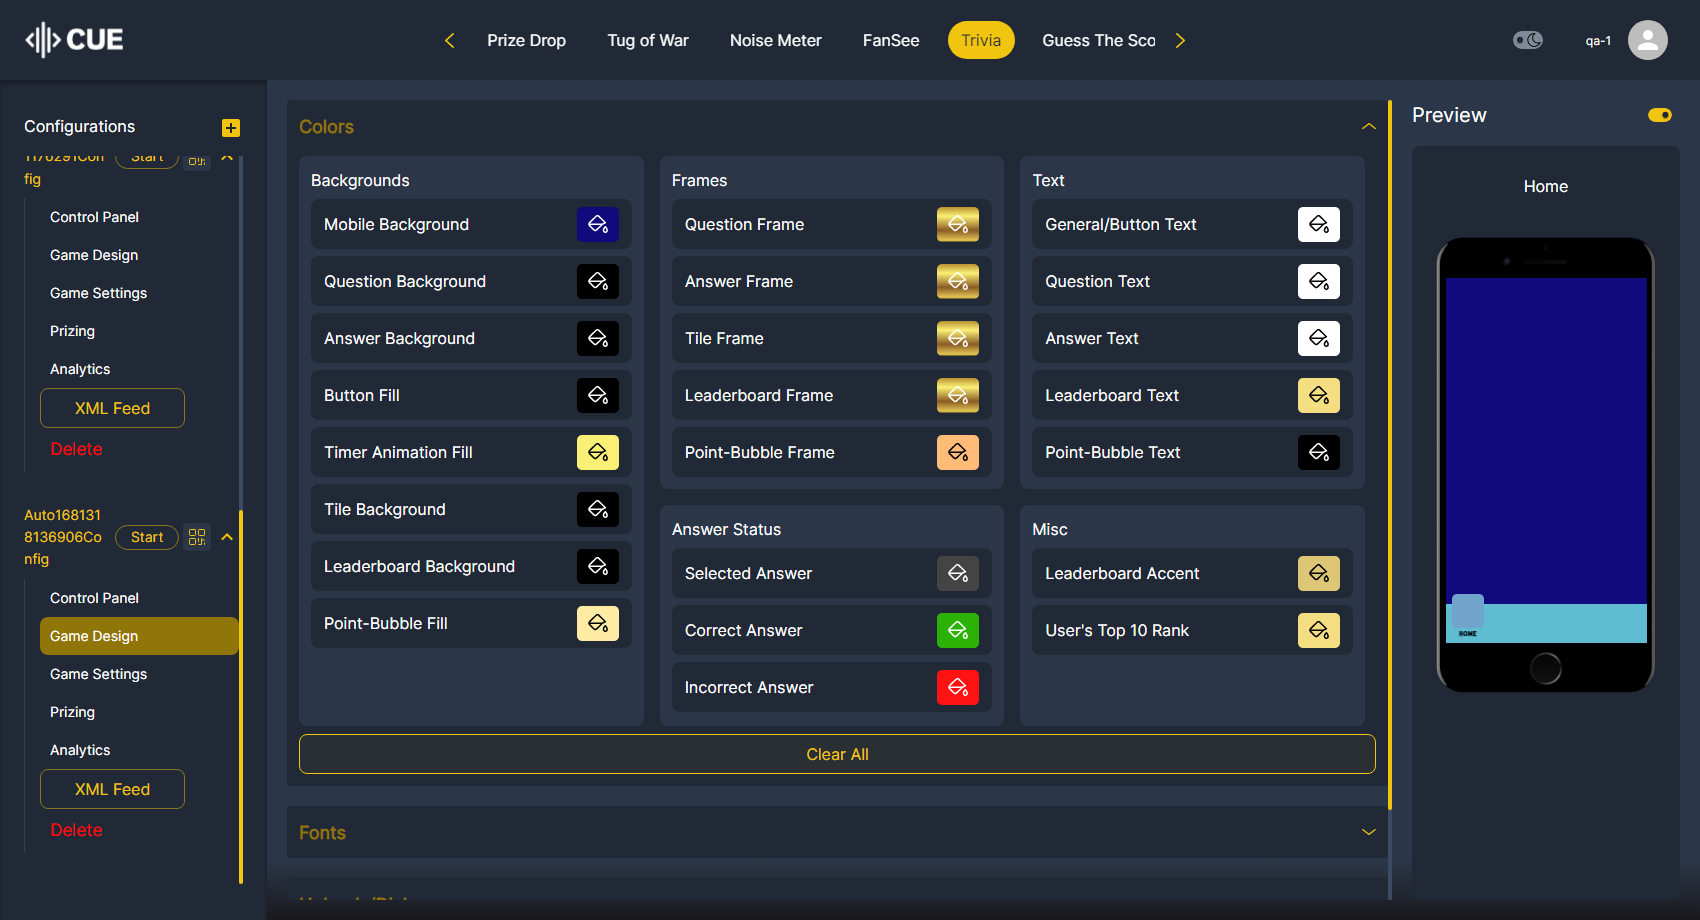 CUE
Prize Drop
Tug of War
Noise Meter
FanSee
Trivia
Guess The Sco
qa-1
Configurations
1176291Con
fig
Start
Control Panel
Game Design
Game Settings
Prizing
Analytics
XML Feed
Delete
Auto168131
8136906Co
nfig
Start
Control Panel
Game Design
Game Settings
Prizing
Analytics
XML Feed
Delete
Colors
Backgrounds
Mobile Background
Question Background
Answer Background
Button Fill
Timer Animation Fill
Tile Background
Leaderboard Background
Point-Bubble Fill
Frames
Question Frame
Answer Frame
Tile Frame
Leaderboard Frame
Point-Bubble Frame
Text
General/Button Text
Question Text
Answer Text
Leaderboard Text
Point-Bubble Text
Answer Status
Selected Answer
Correct Answer
Incorrect Answer
Misc
Leaderboard Accent
User's Top 10 Rank
Clear All
Fonts
Preview
Home
HOME